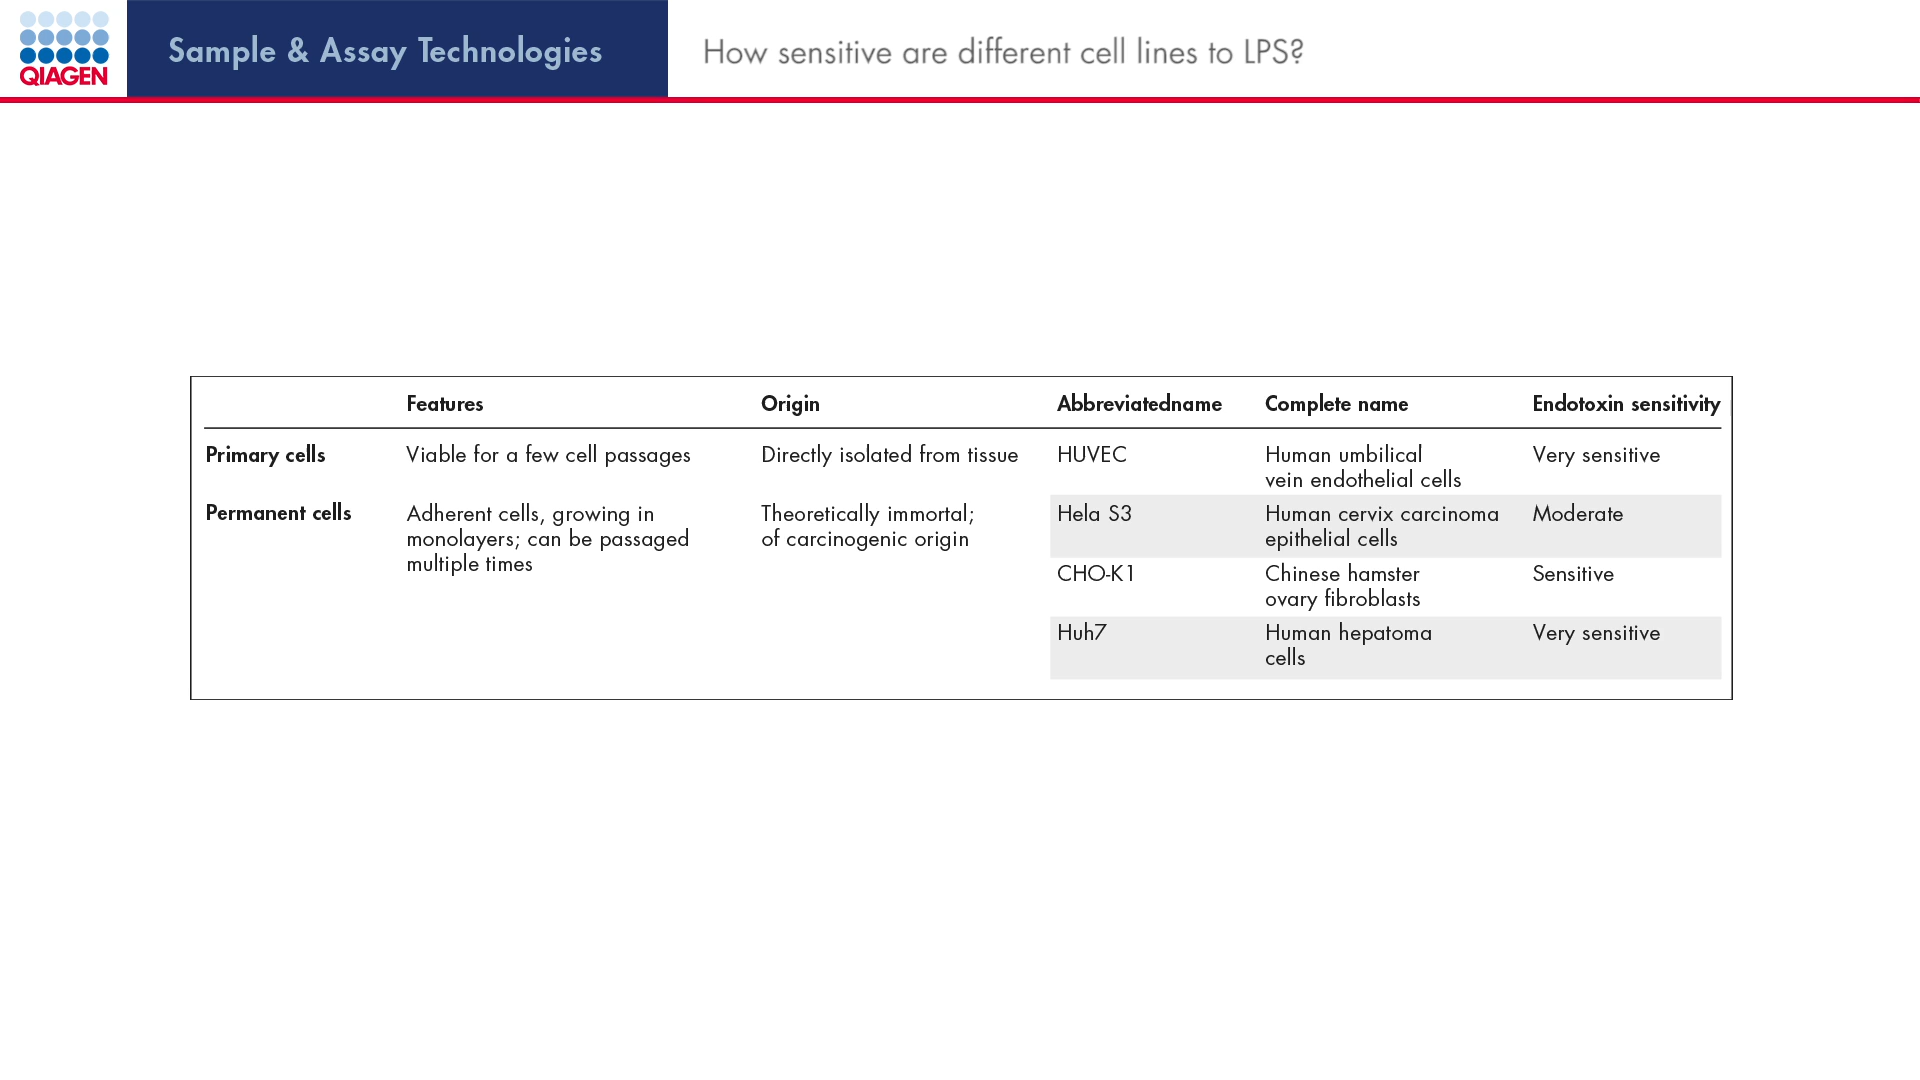 QIAGEN
Sample & Assay Technologies
How sensitive are different cell lines to LPS?
Features Origin Abbreviatedname Complete name Endotoxin sensitivity
Primary cells Viable for a few cell passages Directly isolated from tissue HUVEC Human umbilical Very sensitive
vein endothelial cells
Permanent cells Adherent cells, growing in Theoretically immortal; Hela S3 Human cervix carcinoma Moderate
monolayers; can be passaged of carcinogenic origin epithelial cells
multiple times
CHO-K1 Chinese hamster Sensitive
ovary fibroblasts
Huh7 Human hepatoma Very sensitive
cells